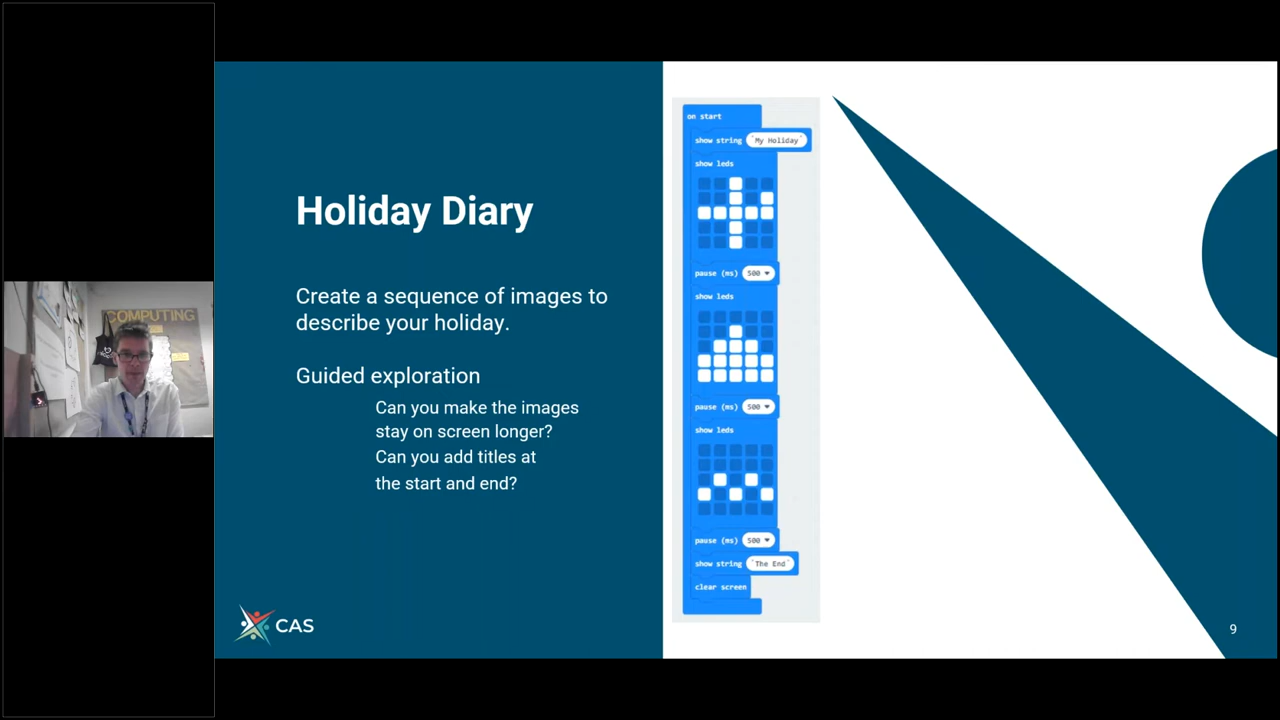 COMPUTING
Holiday Diary
Create a sequence of images to
describe your holiday.
Guided exploration
Can you make the images
stay on screen longer?
Can you add titles at
the start and end?
CAS
on start
show string "My Holiday"
show leds
pause (ms) 500
show leds
pause (ms) 500
show leds
pause (ms) 500
show string "The End"
clear screen
9